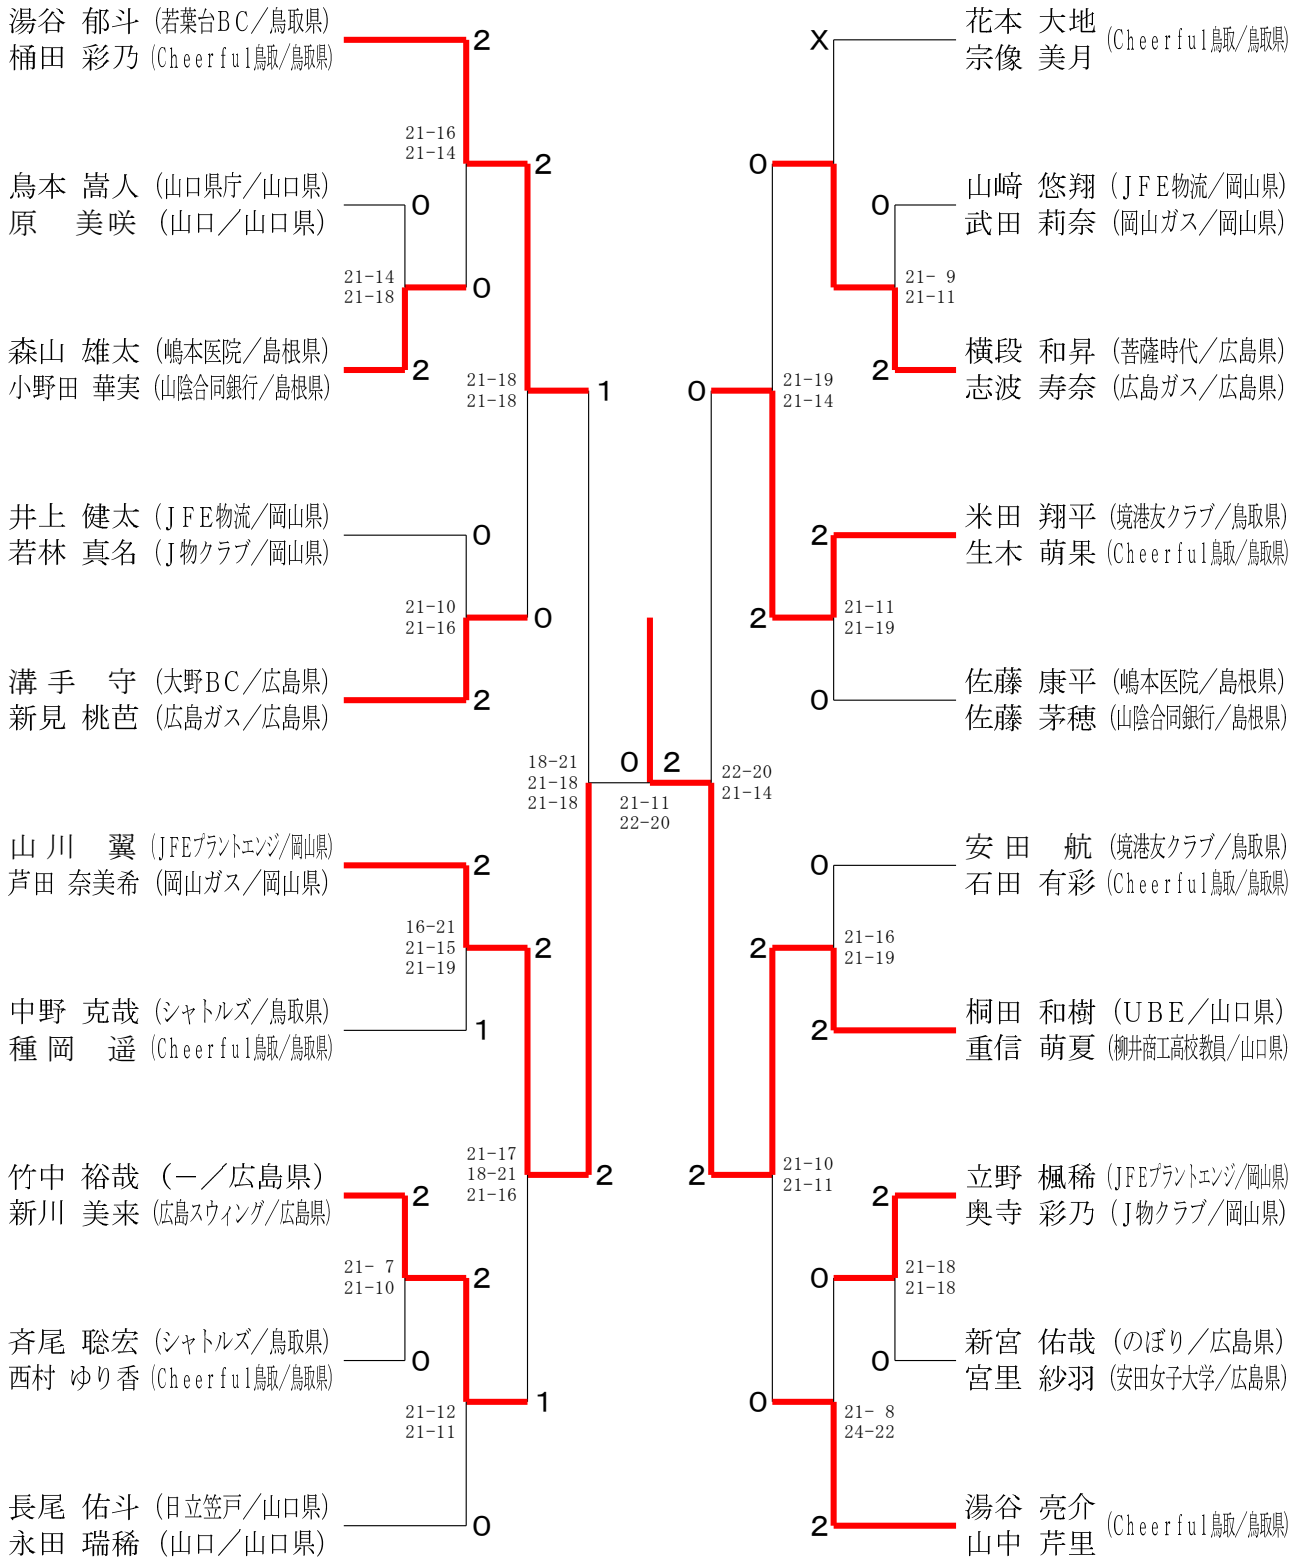 湯谷 郁斗 (若葉台BC/鳥取県)
桶田 彩乃 (Cheerful鳥取/鳥取県)
2
21-16
21-14
2
鳥本 嵩人 (山口県庁/山口県)
原 美咲 (山口/山口県)
0
21-14
21-18
0
森山 雄太 (嶋本医院/島根県)
小野田 華実 (山陰合同銀行/島根県)
2
21-18
21-18
1
井上 健太 (JFE物流/岡山県)
若林 真名 (J物クラブ/岡山県)
0
21-10
21-16
0
溝手 守 (大野BC/広島県)
新見 桃芭 (広島ガス/広島県)
2
18-21
21-18
21-18
山川 翼 (JFEプラントエンジ/岡山県)
芦田 奈美希 (岡山ガス/岡山県)
2
16-21
21-15
21-19
2
中野 克哉 (シャトルズ/鳥取県)
種岡 遥 (Cheerful鳥取/鳥取県)
1
21-17
18-21
21-16
2
竹中 裕哉 (-/広島県)
新川 美来 (広島スウィング/広島県)
2
21- 7
21-10
2
斉尾 聡宏 (シャトルズ/鳥取県)
西村 ゆり香 (Cheerful鳥取/鳥取県)
0
21-12
21-11
1
長尾 佑斗 (日立笠戸/山口県)
永田 瑞稀 (山口/山口県)
0
0 2
21-11
22-20
花本 大地
宗像 美月
(Cheerful鳥取/鳥取県)
X
0
山﨑 悠翔 (JFE物流/岡山県)
武田 莉奈 (岡山ガス/岡山県)
0
21- 9
21-11
横段 和昇 (菩薩時代/広島県)
志波 寿奈 (広島ガス/広島県)
2
0
21-19
21-14
米田 翔平 (境港友クラブ/鳥取県)
生木 萌果 (Cheerful鳥取/鳥取県)
2
2
21-11
21-19
佐藤 康平 (嶋本医院/島根県)
佐藤 茅穂 (山陰合同銀行/島根県)
0
22-20
21-14
安田 航 (境港友クラブ/鳥取県)
石田 有彩 (Cheerful鳥取/鳥取県)
0
2
21-16
21-19
桐田 和樹 (UBE/山口県)
重信 萌夏 (柳井商工高校教員/山口県)
2
2
21-10
21-11
立野 楓稀 (JFEプラントエンジ/岡山県)
奥寺 彩乃 (J物クラブ/岡山県)
2
0
21-18
21-18
新宮 佑哉 (のぼり/広島県)
宮里 紗羽 (安田女子大学/広島県)
0
0
21- 8
24-22
湯谷 亮介
山中 芹里
(Cheerful鳥取/鳥取県)
2